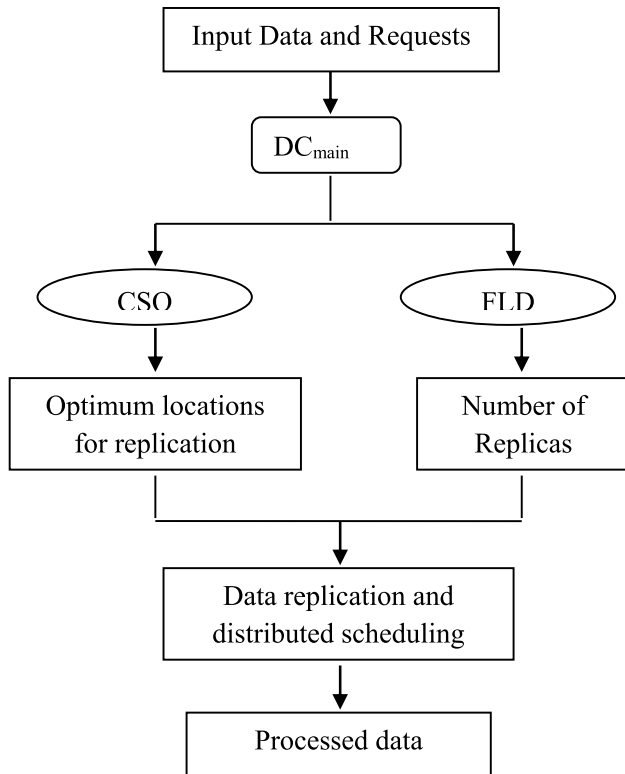 Input Data and Requests
DCmain
CSO
FLD
Optimum locations
for replication
Number of
Replicas
Data replication and
distributed scheduling
Processed data